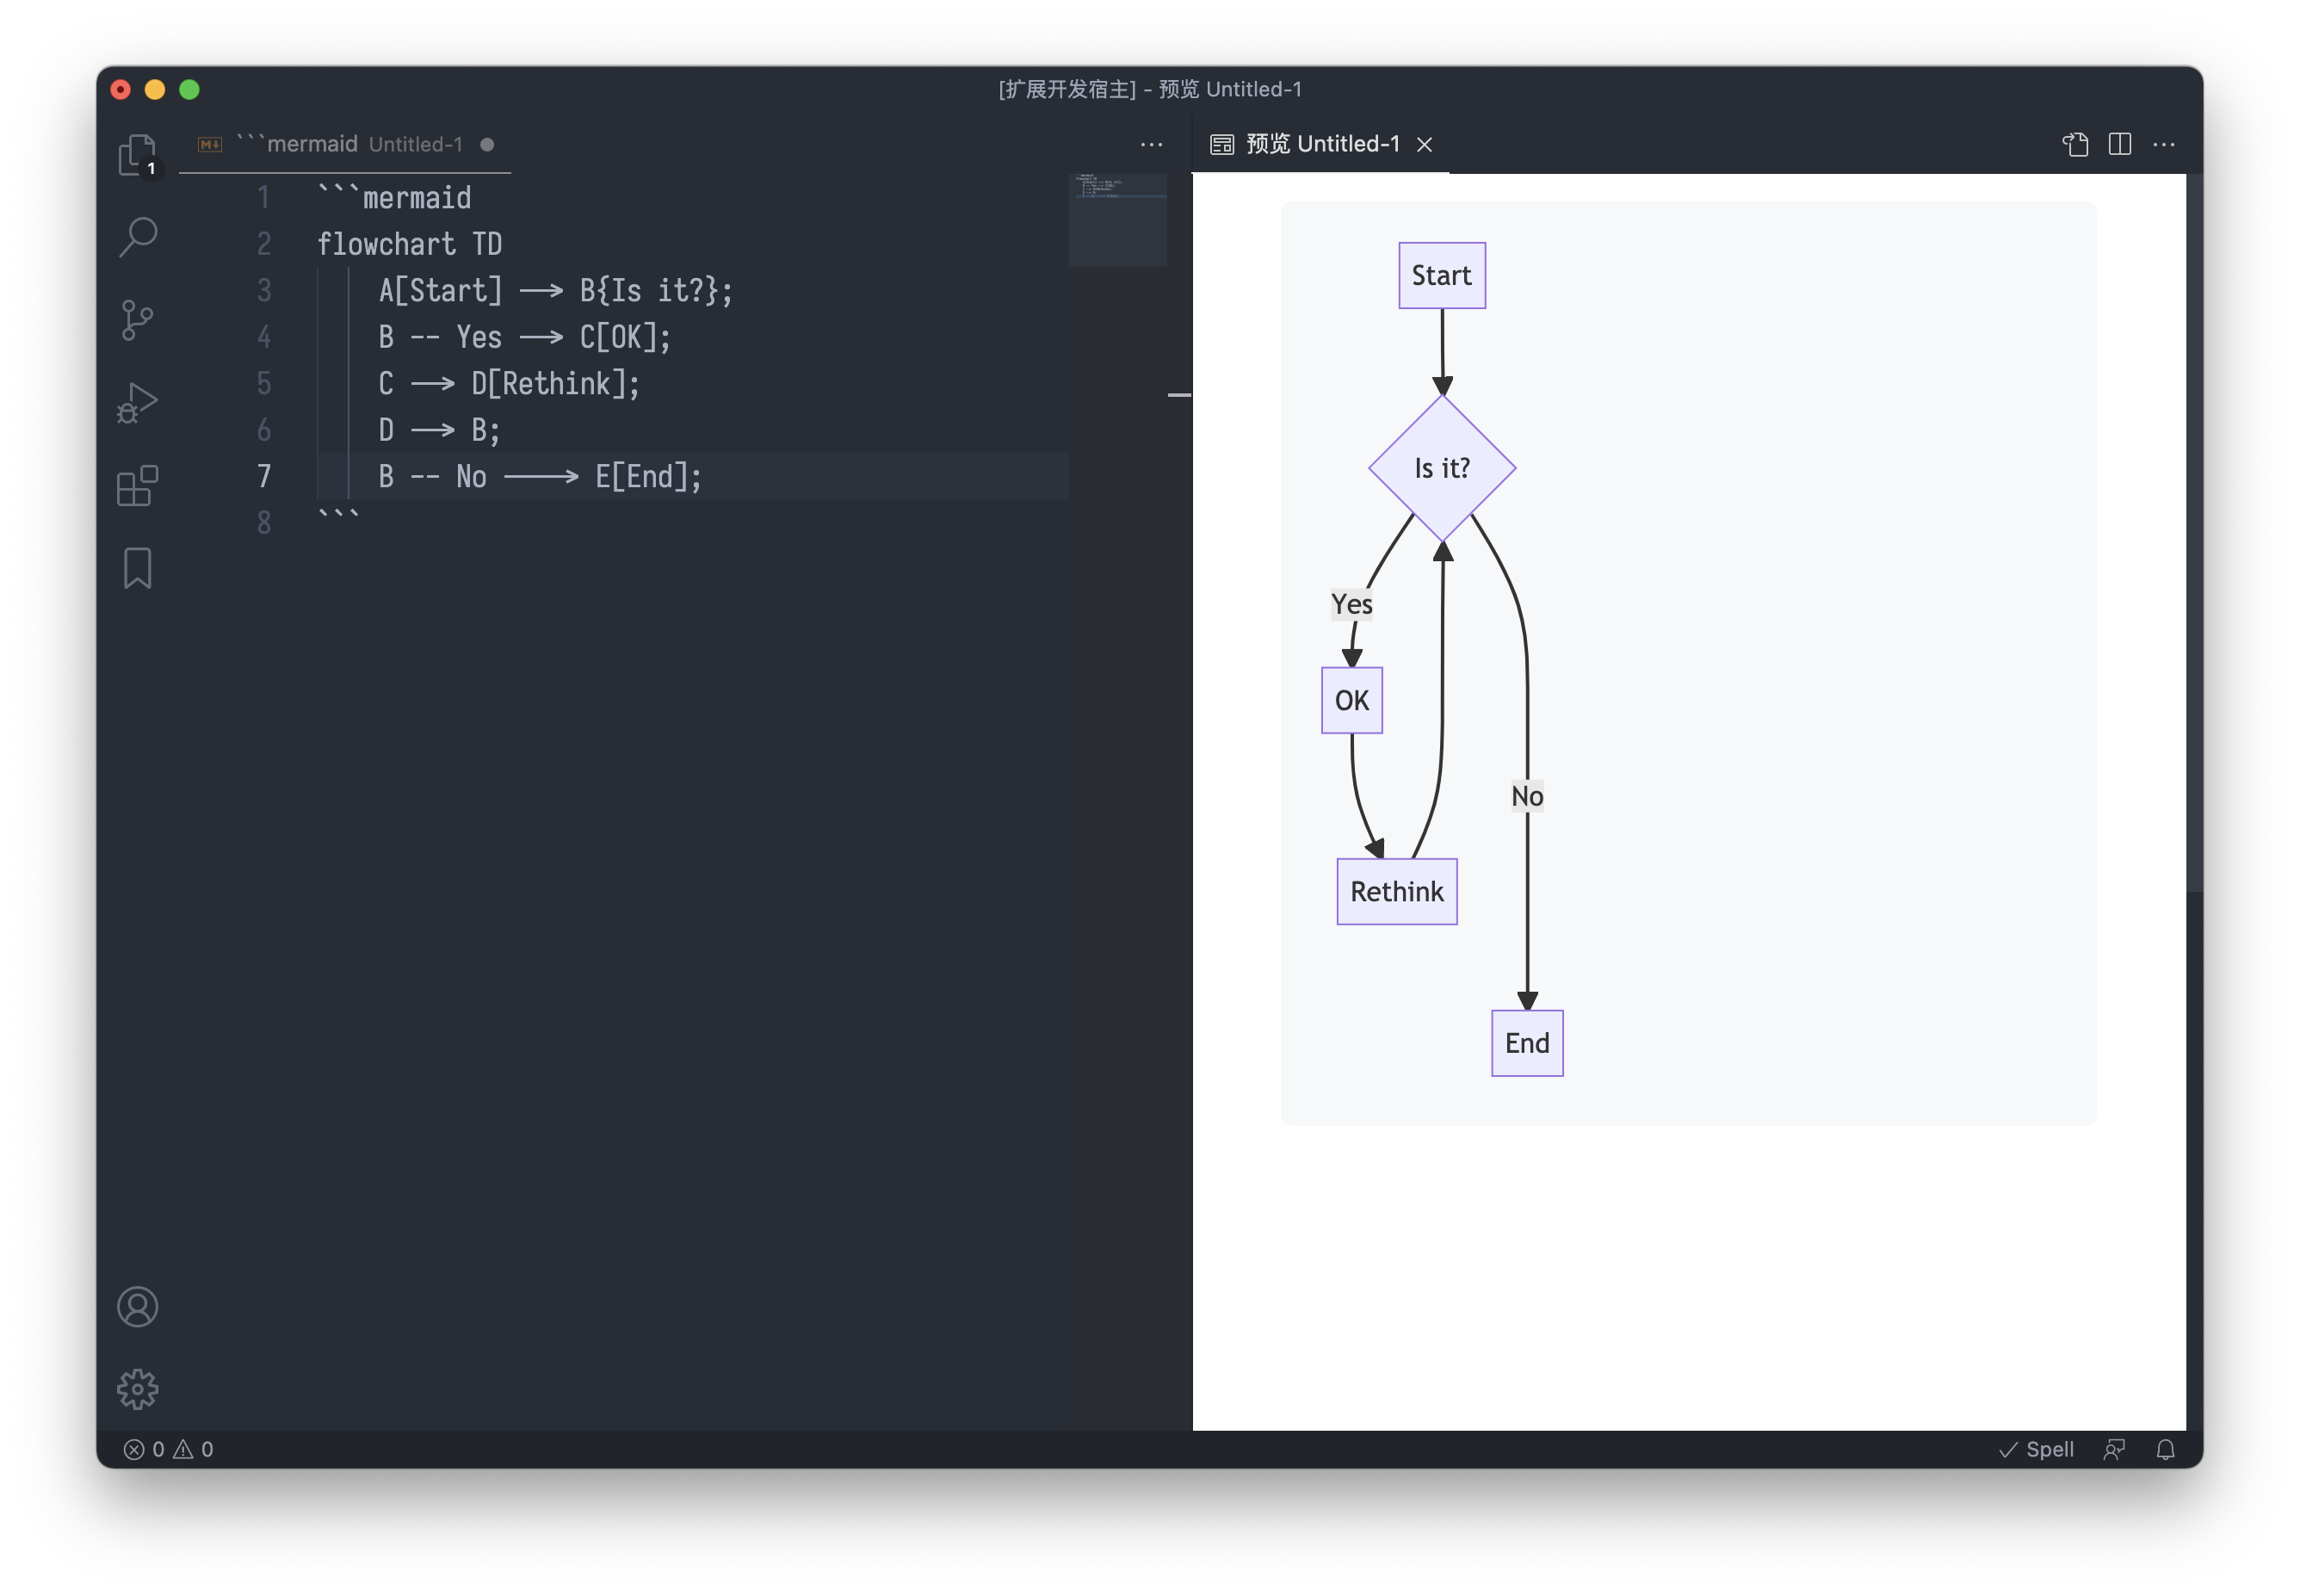 [扩展开发宿主] - 预览 Untitled-1
```mermaid Untitled-1
预览 Untitled-1
1
1 ```mermaid
2 flowchart TD
3 A[Start] ⟶ B{Is it?};
4 B -- Yes ⟶ C[OK];
5 C ⟶ D[Rethink];
6 D ⟶ B;
7 B -- No ⟶ E[End];
8 ```
Start
Is it?
Yes
OK
No
Rethink
End
0 0
Spell